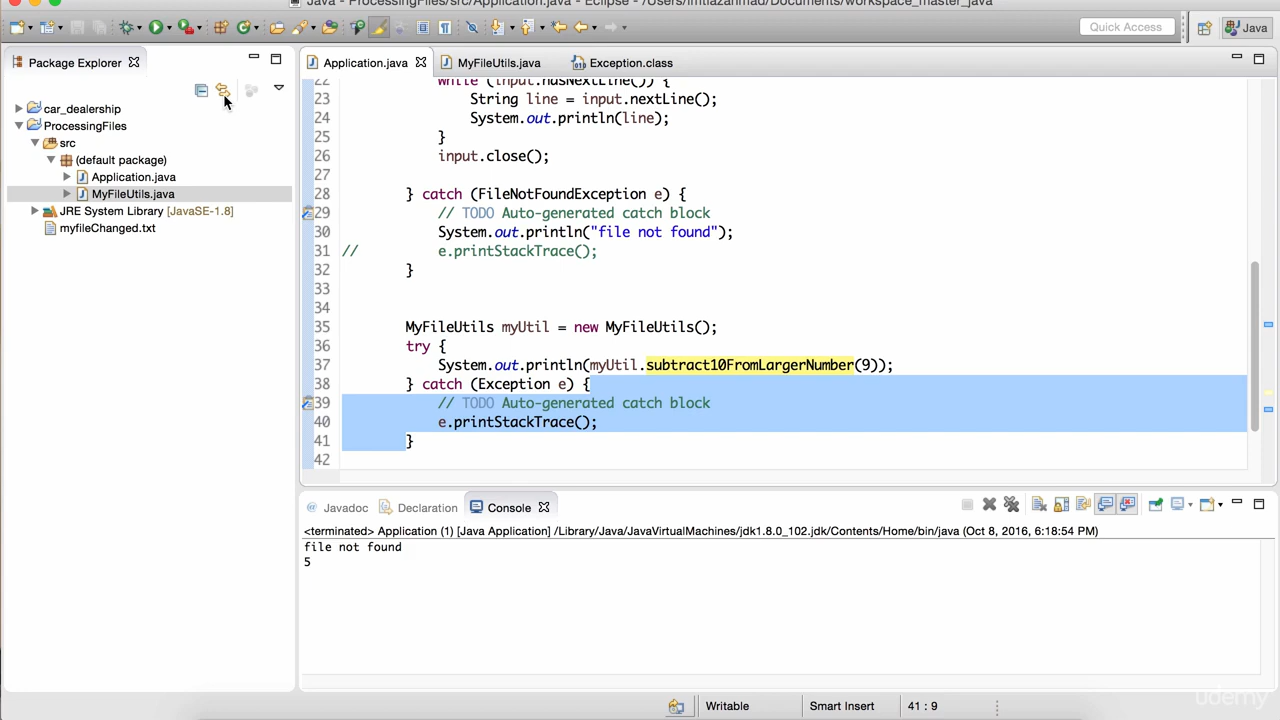 Java - ProcessingFiles/src/Application.java - Eclipse - /Users/imtiazahmad/Documents/workspace_master_java
Quick Access
Java
Package Explorer
car_dealership
ProcessingFiles
src
(default package)
Application.java
MyFileUtils.java
JRE System Library [JavaSE-1.8]
myfileChanged.txt
Application.java MyFileUtils.java Exception.class
22 while (input.hasNextLine()) {
23 String line = input.nextLine();
24 System.out.println(line);
25 }
26 input.close();
27
28 } catch (FileNotFoundException e) {
29 // TODO Auto-generated catch block
30 System.out.println("file not found");
31 // e.printStackTrace();
32 }
33
34
35 MyFileUtils myUtil = new MyFileUtils();
36 try {
37 System.out.println(myUtil.subtract10FromLargerNumber(9));
38 } catch (Exception e) {
39 // TODO Auto-generated catch block
40 e.printStackTrace();
41 }
42
@ Javadoc Declaration Console
<terminated> Application (1) [Java Application] /Library/Java/JavaVirtualMachines/jdk1.8.0_102.jdk/Contents/Home/bin/java (Oct 8, 2016, 6:18:54 PM)
file not found
5
Writable Smart Insert 41 : 9
udemy